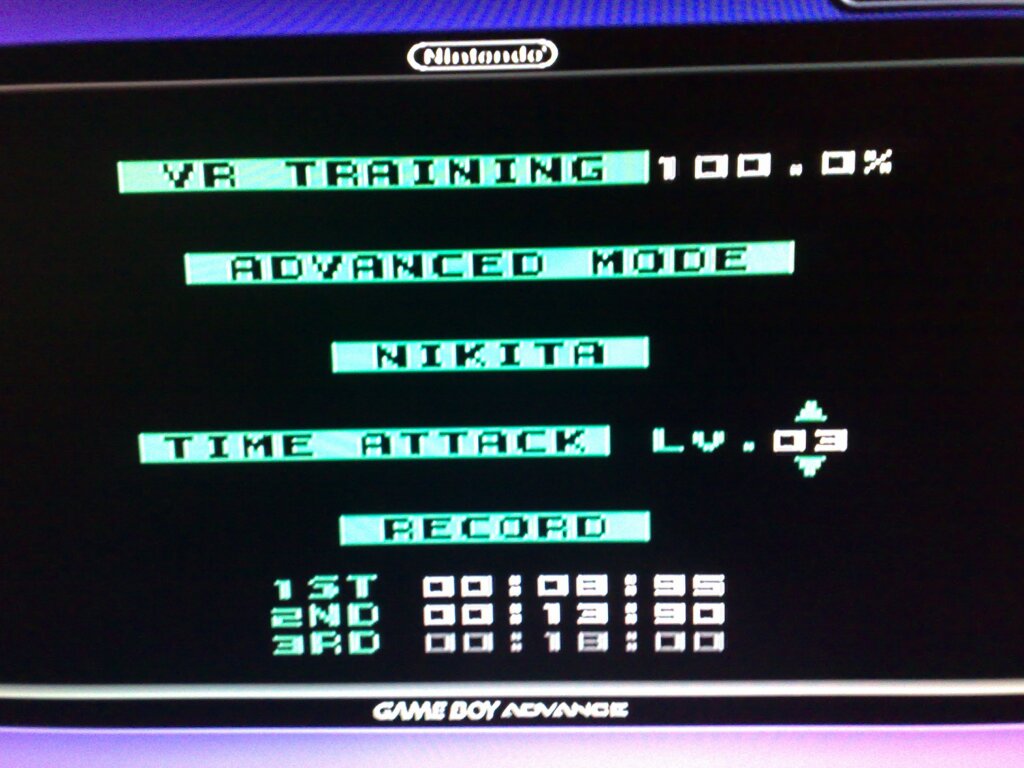 Nintendo
VR TRAINING 100.0%
ADVANCED MODE
NIKITA
TIME ATTACK Lv.03
RECORD
1ST 00:08:95
2ND 00:13:90
3RD 00:18:00
GAME BOY ADVANCE